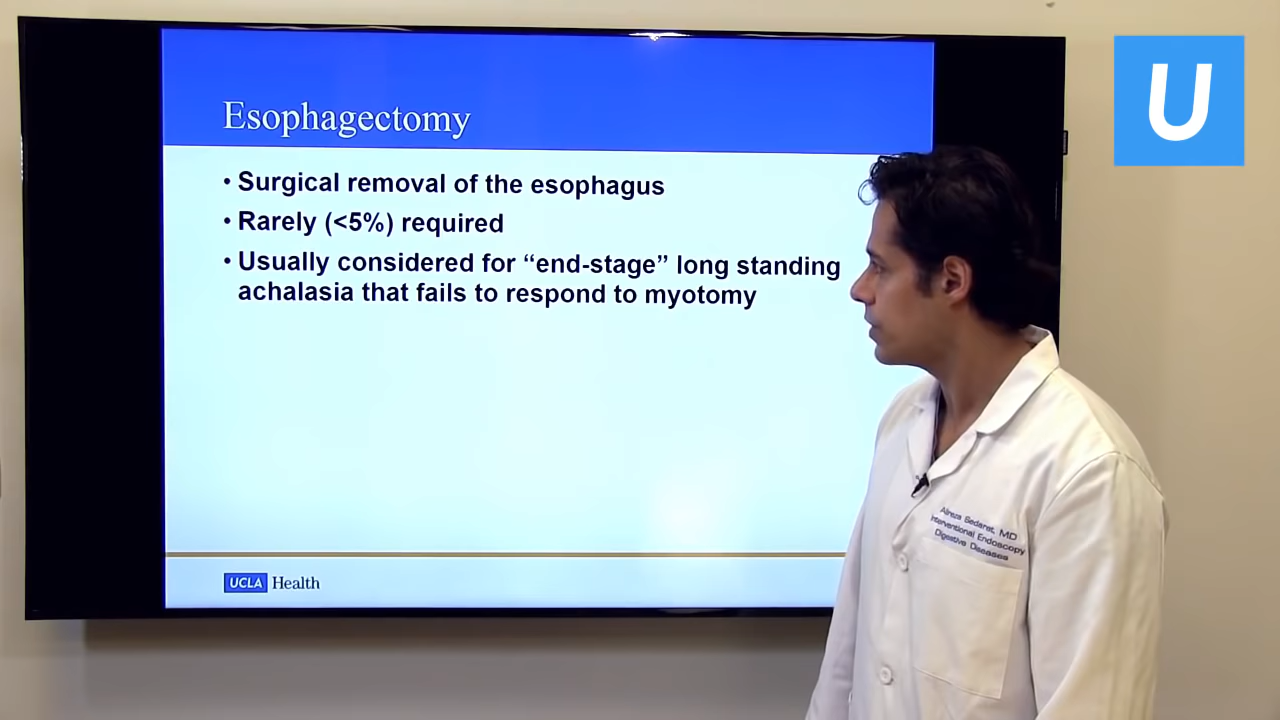 Esophagectomy
• Surgical removal of the esophagus
• Rarely (<5%) required
• Usually considered for “end-stage” long standing
achalasia that fails to respond to myotomy
UCLA Health
U
Alireza Sedarat, MD
Interventional Endoscopy
Digestive Diseases